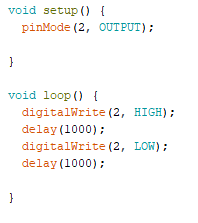 void setup() {
  pinMode(2, OUTPUT);

}

void loop() {
  digitalWrite(2, HIGH);
  delay(1000);
  digitalWrite(2, LOW);
  delay(1000);

}